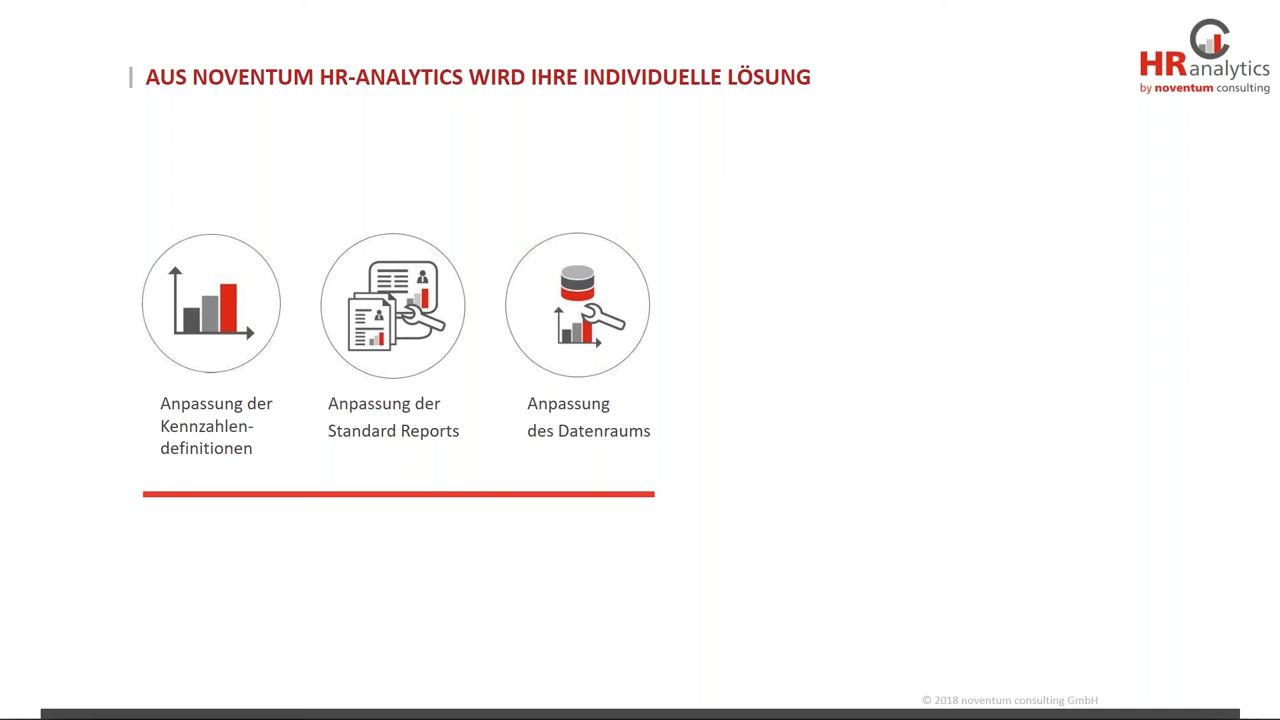 AUS NOVENTUM HR-ANALYTICS WIRD IHRE INDIVIDUELLE LÖSUNG
HR analytics
by noventum consulting
Anpassung der
Kennzahlen-
definitionen
Anpassung der
Standard Reports
Anpassung
des Datenraums
© 2018 noventum consulting GmbH